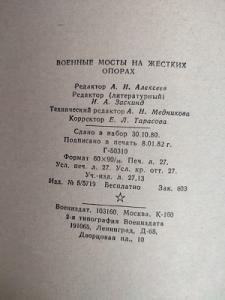 ВОЕННЫЕ МОСТЫ НА ЖЕСТКИХ
ОПОРАХ
Редактор А. И. Алексеев
Редактор (литературный)
И. А. Заскинд
Технический редактор А. Н. Медникова
Корректор Е. Л. Тарасова
Сдано в набор 30.10.80.
Подписано в печать 8.01.82 г.
Г-50310
Формат 60×90/16. Печ. л. 27.
Усл. печ. л. 27. Усл. кр. отт. 27.
Уч.-изд. л. 27,13
Изд. № 5/5719 Бесплатно Зак. 603
Воениздат, 103160, Москва, К-160
2-я типография Воениздата
191065, Ленинград, Д-65,
Дворцовая пл., 10